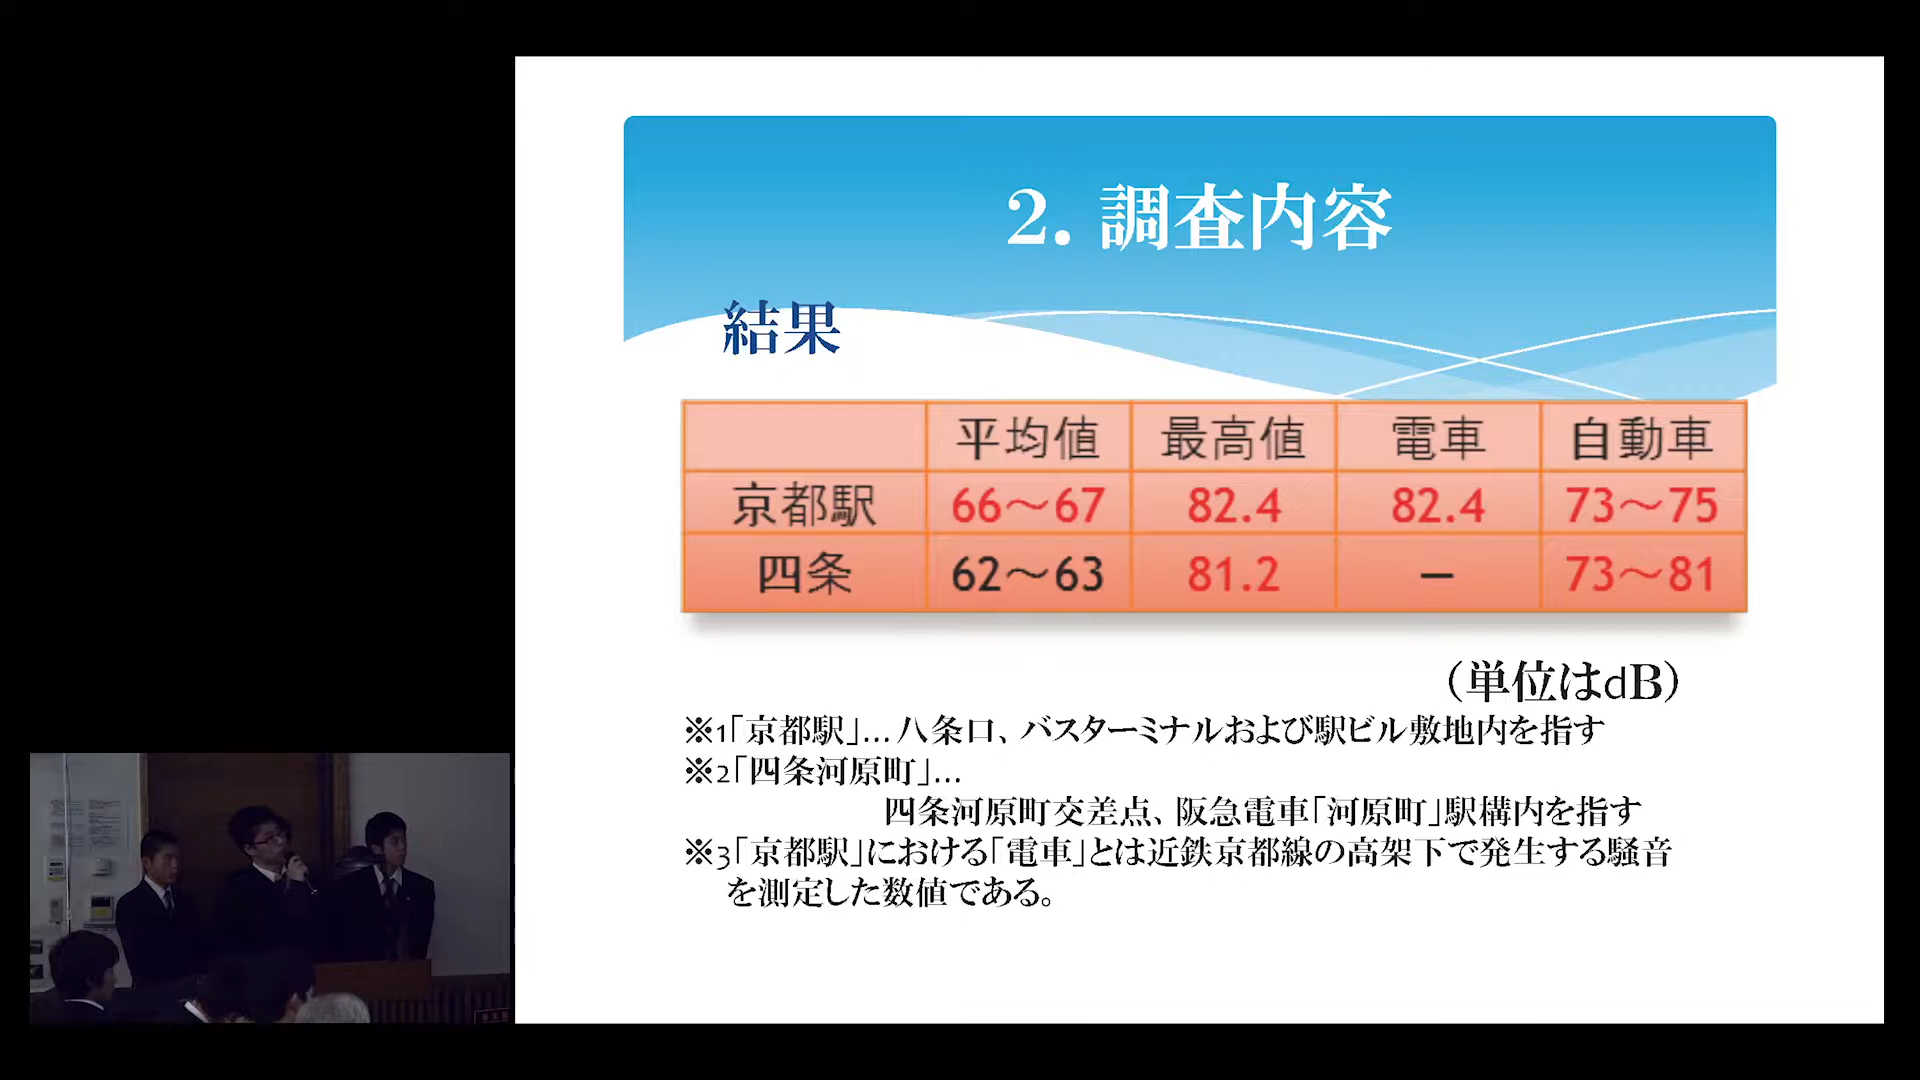 2. 調査内容
結果
平均値 最高値 電車 自動車
京都駅 66～67 82.4 82.4 73～75
四条 62～63 81.2 － 73～81
（単位はdB）
※1「京都駅」…八条口、バスターミナルおよび駅ビル敷地内を指す
※2「四条河原町」…
四条河原町交差点、阪急電車「河原町」駅構内を指す
※3「京都駅」における「電車」とは近鉄京都線の高架下で発生する騒音
を測定した数値である。